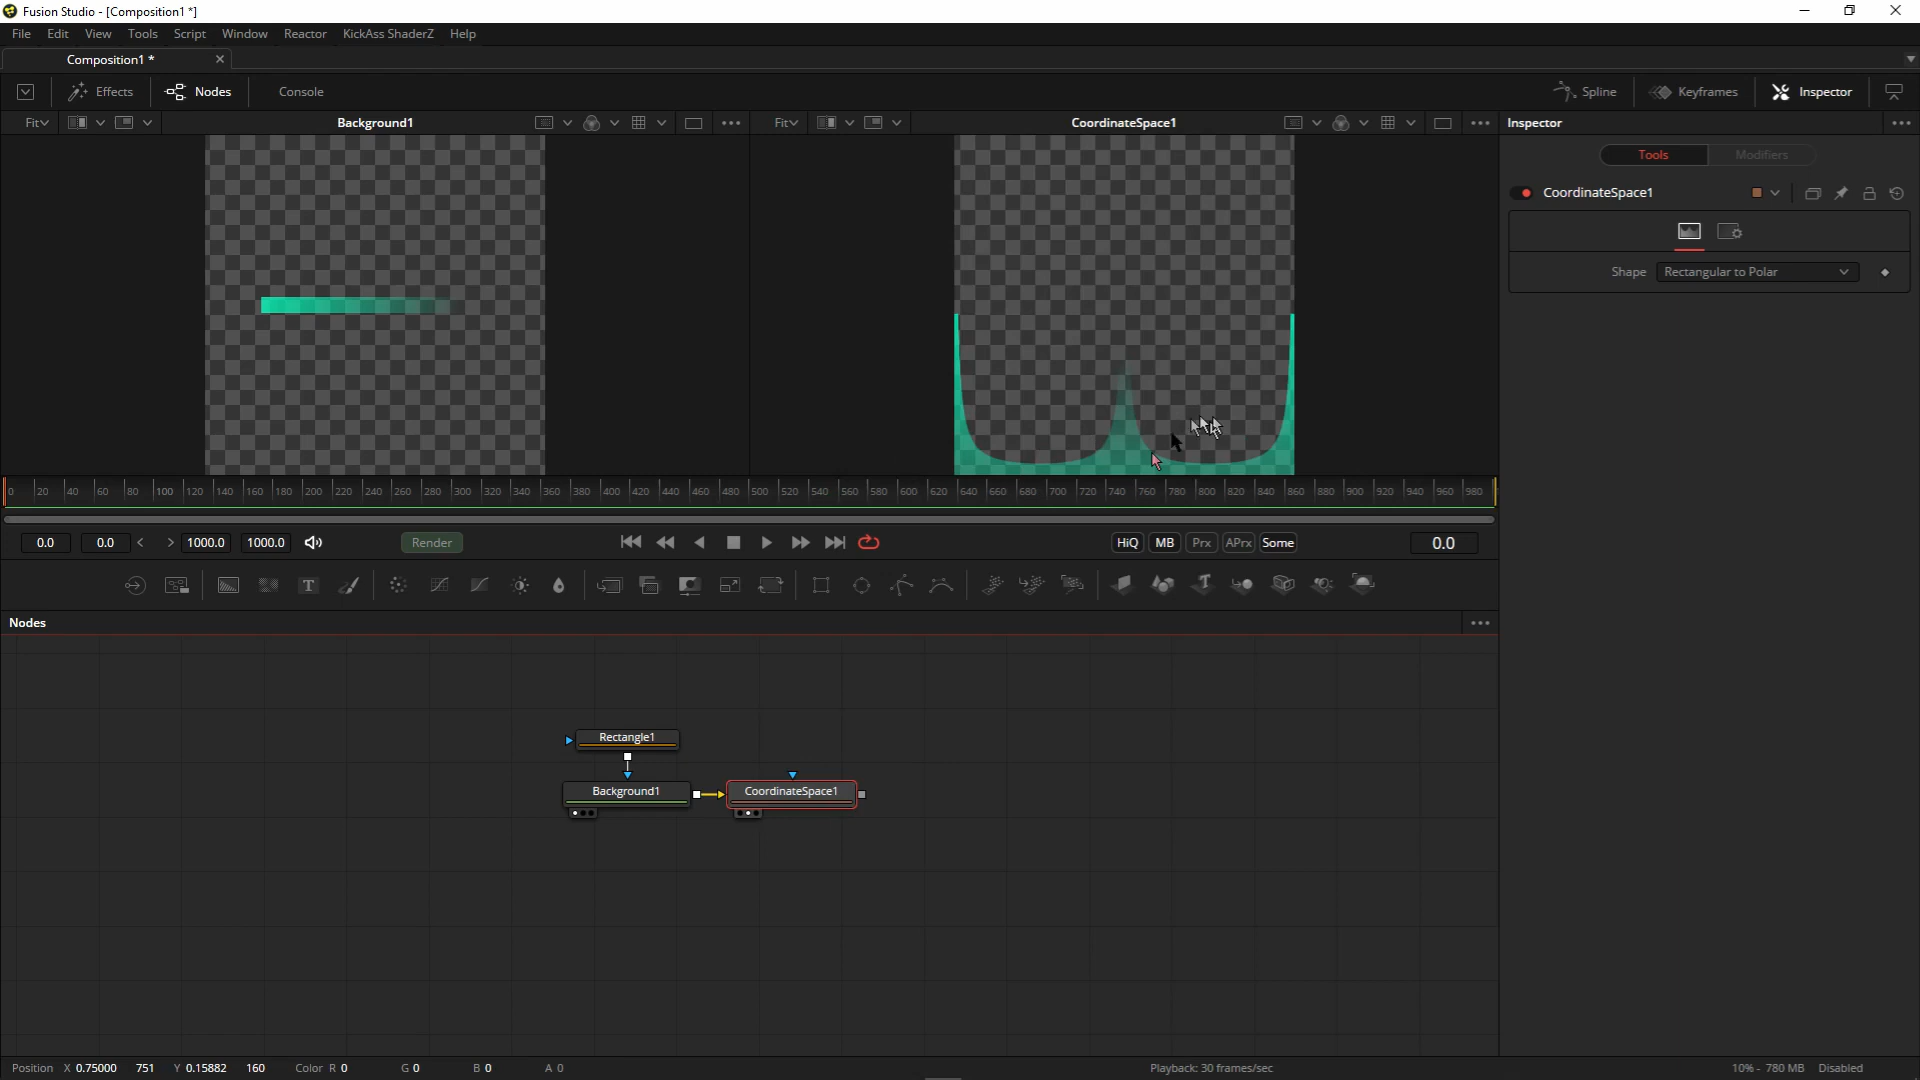 Fusion Studio - [Composition1 *]
File Edit View Tools Script Window Reactor KickAss ShaderZ Help
Composition1 *
Effects Nodes Console Spline Keyframes Inspector
Fit Background1 Fit CoordinateSpace1 Inspector
Tools Modifiers
CoordinateSpace1
Shape Rectangular to Polar
0 20 40 60 80 100 120 140 160 180 200 220 240 260 280 300 320 340 360 380 400 420 440 460 480 500 520 540 560 580 600 620 640 660 680 700 720 740 760 780 800 820 840 860 880 900 920 940 960 980
0.0 0.0 < > 1000.0 1000.0 Render HiQ MB Prx APrx Some 0.0
Nodes
Rectangle1
Background1 CoordinateSpace1
Position X 0.75000 751 Y 0.15882 160 Color R 0 G 0 B 0 A 0 Playback: 30 frames/sec 10% - 780 MB Disabled